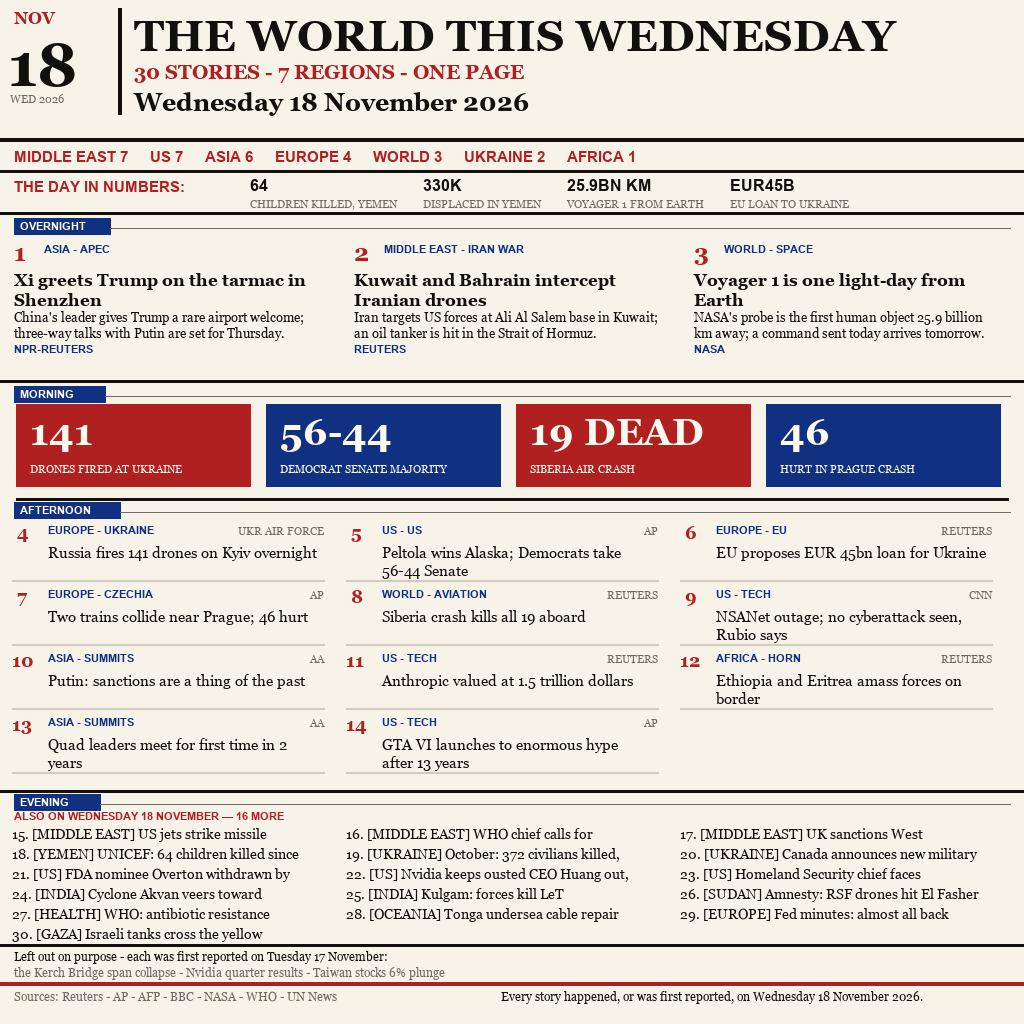 NOV
18
WED 2026
THE WORLD THIS WEDNESDAY
30 STORIES - 7 REGIONS - ONE PAGE
Wednesday 18 November 2026
MIDDLE EAST 7 US 7 ASIA 6 EUROPE 4 WORLD 3 UKRAINE 2 AFRICA 1
THE DAY IN NUMBERS:
64
CHILDREN KILLED, YEMEN
330K
DISPLACED IN YEMEN
25.9BN KM
VOYAGER 1 FROM EARTH
EUR45B
EU LOAN TO UKRAINE
OVERNIGHT
1 ASIA - APEC
Xi greets Trump on the tarmac in
Shenzhen
China's leader gives Trump a rare airport welcome;
three-way talks with Putin are set for Thursday.
NPR-REUTERS
2 MIDDLE EAST - IRAN WAR
Kuwait and Bahrain intercept
Iranian drones
Iran targets US forces at Ali Al Salem base in Kuwait;
an oil tanker is hit in the Strait of Hormuz.
REUTERS
3 WORLD - SPACE
Voyager 1 is one light-day from
Earth
NASA's probe is the first human object 25.9 billion
km away; a command sent today arrives tomorrow.
NASA
MORNING
141
DRONES FIRED AT UKRAINE
56-44
DEMOCRAT SENATE MAJORITY
19 DEAD
SIBERIA AIR CRASH
46
HURT IN PRAGUE CRASH
AFTERNOON
4 EUROPE - UKRAINE UKR AIR FORCE
Russia fires 141 drones on Kyiv overnight
5 US - US AP
Peltola wins Alaska; Democrats take
56-44 Senate
6 EUROPE - EU REUTERS
EU proposes EUR 45bn loan for Ukraine
7 EUROPE - CZECHIA AP
Two trains collide near Prague; 46 hurt
8 WORLD - AVIATION REUTERS
Siberia crash kills all 19 aboard
9 US - TECH CNN
NSANet outage; no cyberattack seen,
Rubio says
10 ASIA - SUMMITS AA
Putin: sanctions are a thing of the past
11 US - TECH REUTERS
Anthropic valued at 1.5 trillion dollars
12 AFRICA - HORN REUTERS
Ethiopia and Eritrea amass forces on
border
13 ASIA - SUMMITS AA
Quad leaders meet for first time in 2
years
14 US - TECH AP
GTA VI launches to enormous hype
after 13 years
EVENING
ALSO ON WEDNESDAY 18 NOVEMBER — 16 MORE
15. [MIDDLE EAST] US jets strike missile
16. [MIDDLE EAST] WHO chief calls for
17. [MIDDLE EAST] UK sanctions West
18. [YEMEN] UNICEF: 64 children killed since
19. [UKRAINE] October: 372 civilians killed,
20. [UKRAINE] Canada announces new military
21. [US] FDA nominee Overton withdrawn by
22. [US] Nvidia keeps ousted CEO Huang out,
23. [US] Homeland Security chief faces
24. [INDIA] Cyclone Akvan veers toward
25. [INDIA] Kulgam: forces kill LeT
26. [SUDAN] Amnesty: RSF drones hit El Fasher
27. [HEALTH] WHO: antibiotic resistance
28. [OCEANIA] Tonga undersea cable repair
29. [EUROPE] Fed minutes: almost all back
30. [GAZA] Israeli tanks cross the yellow
Left out on purpose - each was first reported on Tuesday 17 November:
the Kerch Bridge span collapse - Nvidia quarter results - Taiwan stocks 6% plunge
Sources: Reuters - AP - AFP - BBC - NASA - WHO - UN News
Every story happened, or was first reported, on Wednesday 18 November 2026.